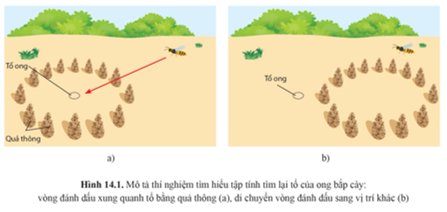 Tổ ong
Quả thông
a)
Tổ ong
b)
Hình 14.1. Mô tả thí nghiệm tìm hiểu tập tính tìm lại tổ của ong bắp cày:
vòng đánh dấu xung quanh tổ bằng quả thông (a), di chuyển vòng đánh dấu sang vị trí khác (b)